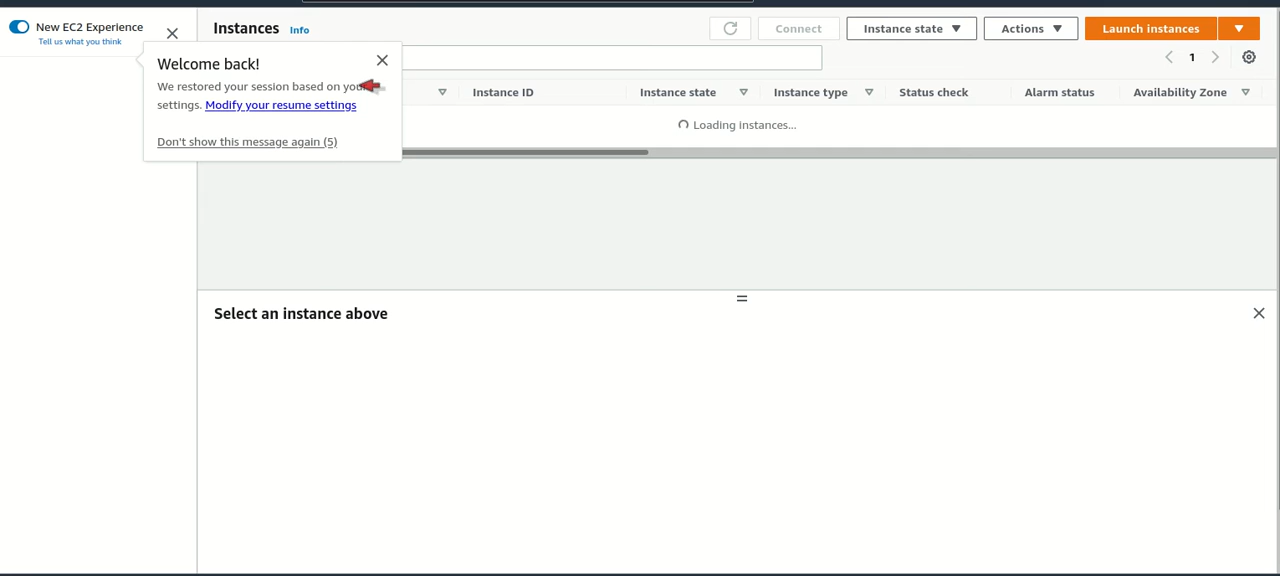 New EC2 Experience
Tell us what you think
Instances Info
Connect
Instance state
Actions
Launch instances
1
Welcome back!
We restored your session based on your
settings. Modify your resume settings
Don't show this message again (5)
Instance ID
Instance state
Instance type
Status check
Alarm status
Availability Zone
Loading instances...
Select an instance above